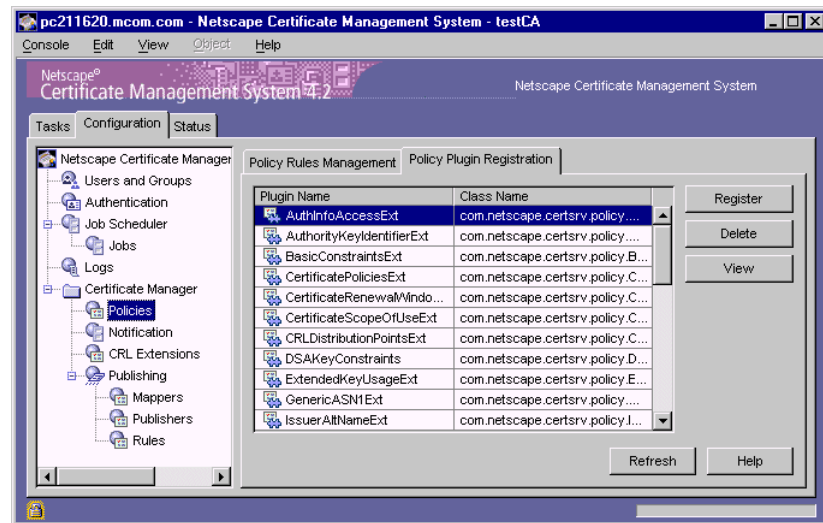 pc211620.mcom.com - Netscape Certificate Management System - testCA
Console Edit View Object Help
Netscape®
Certificate Management System 4.2
Netscape Certificate Management System
Tasks Configuration Status
Netscape Certificate Manager
Users and Groups
Authentication
Job Scheduler
Jobs
Logs
Certificate Manager
Policies
Notification
CRL Extensions
Publishing
Mappers
Publishers
Rules
Policy Rules Management Policy Plugin Registration
Plugin Name Class Name
AuthInfoAccessExt com.netscape.certsrv.policy....
AuthorityKeyIdentifierExt com.netscape.certsrv.policy....
BasicConstraintsExt com.netscape.certsrv.policy.B...
CertificatePoliciesExt com.netscape.certsrv.policy.C...
CertificateRenewalWindo... com.netscape.certsrv.policy.C...
CertificateScopeOfUseExt com.netscape.certsrv.policy.C...
CRLDistributionPointsExt com.netscape.certsrv.policy.C...
DSAKeyConstraints com.netscape.certsrv.policy.D...
ExtendedKeyUsageExt com.netscape.certsrv.policy.E...
GenericASN1Ext com.netscape.certsrv.policy....
IssuerAltNameExt com.netscape.certsrv.policy.I...
Register
Delete
View
Refresh Help